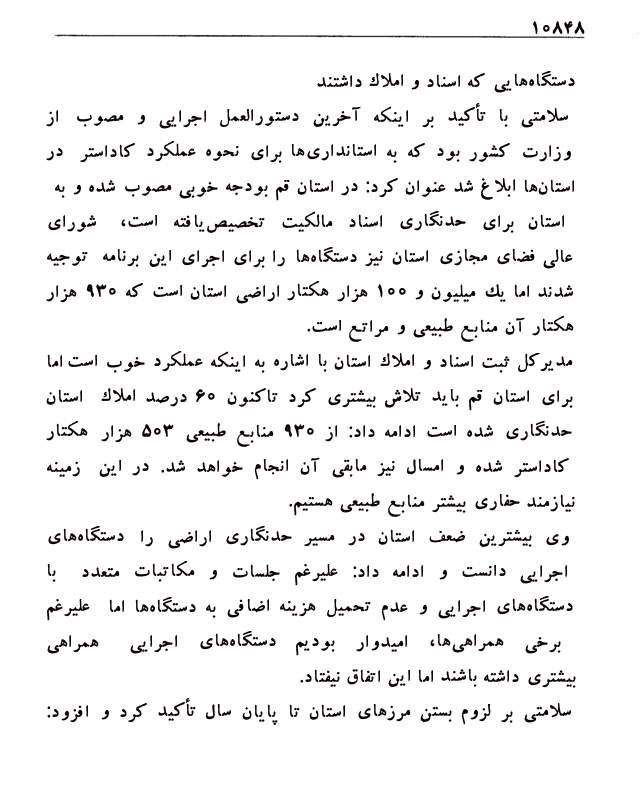 ۱۰۸۴۸
دستگاه‌هایی که اسناد و املاك داشتند
سلامتی با تأکید بر اینکه آخرین دستورالعمل اجرایی و مصوب از
وزارت کشور بود که به استانداری‌ها برای نحوه عملکرد کاداستر در
استان‌ها ابلاغ شد عنوان کرد: در استان قم بودجه خوبی مصوب شده و به
استان برای حدنگاری اسناد مالکیت تخصیص‌یافته است، شورای
عالی فضای مجازی استان نیز دستگاه‌ها را برای اجرای این برنامه توجیه
شدند اما یك میلیون و ۱۰۰ هزار هکتار اراضی استان است که ۹۳۰ هزار
هکتار آن منابع طبیعی و مراتع است.
مدیرکل ثبت اسناد و املاك استان با اشاره به اینکه عملکرد خوب است اما
برای استان قم باید تلاش بیشتری کرد تاکنون ۶۰ درصد املاك استان
حدنگاری شده است ادامه داد: از ۹۳۰ منابع طبیعی ۵۰۳ هزار هکتار
کاداستر شده و امسال نیز مابقی آن انجام خواهد شد. در این زمینه
نیازمند حفاری بیشتر منابع طبیعی هستیم.
وی بیشترین ضعف استان در مسیر حدنگاری اراضی را دستگاه‌های
اجرایی دانست و ادامه داد: علیرغم جلسات و مکاتبات متعدد با
دستگاه‌های اجرایی و عدم تحمیل هزینه اضافی به دستگاه‌ها اما علیرغم
برخی همراهی‌ها، امیدوار بودیم دستگاه‌های اجرایی همراهی
بیشتری داشته باشند اما این اتفاق نیفتاد.
سلامتی بر لزوم بستن مرزهای استان تا پایان سال تأکید کرد و افزود: